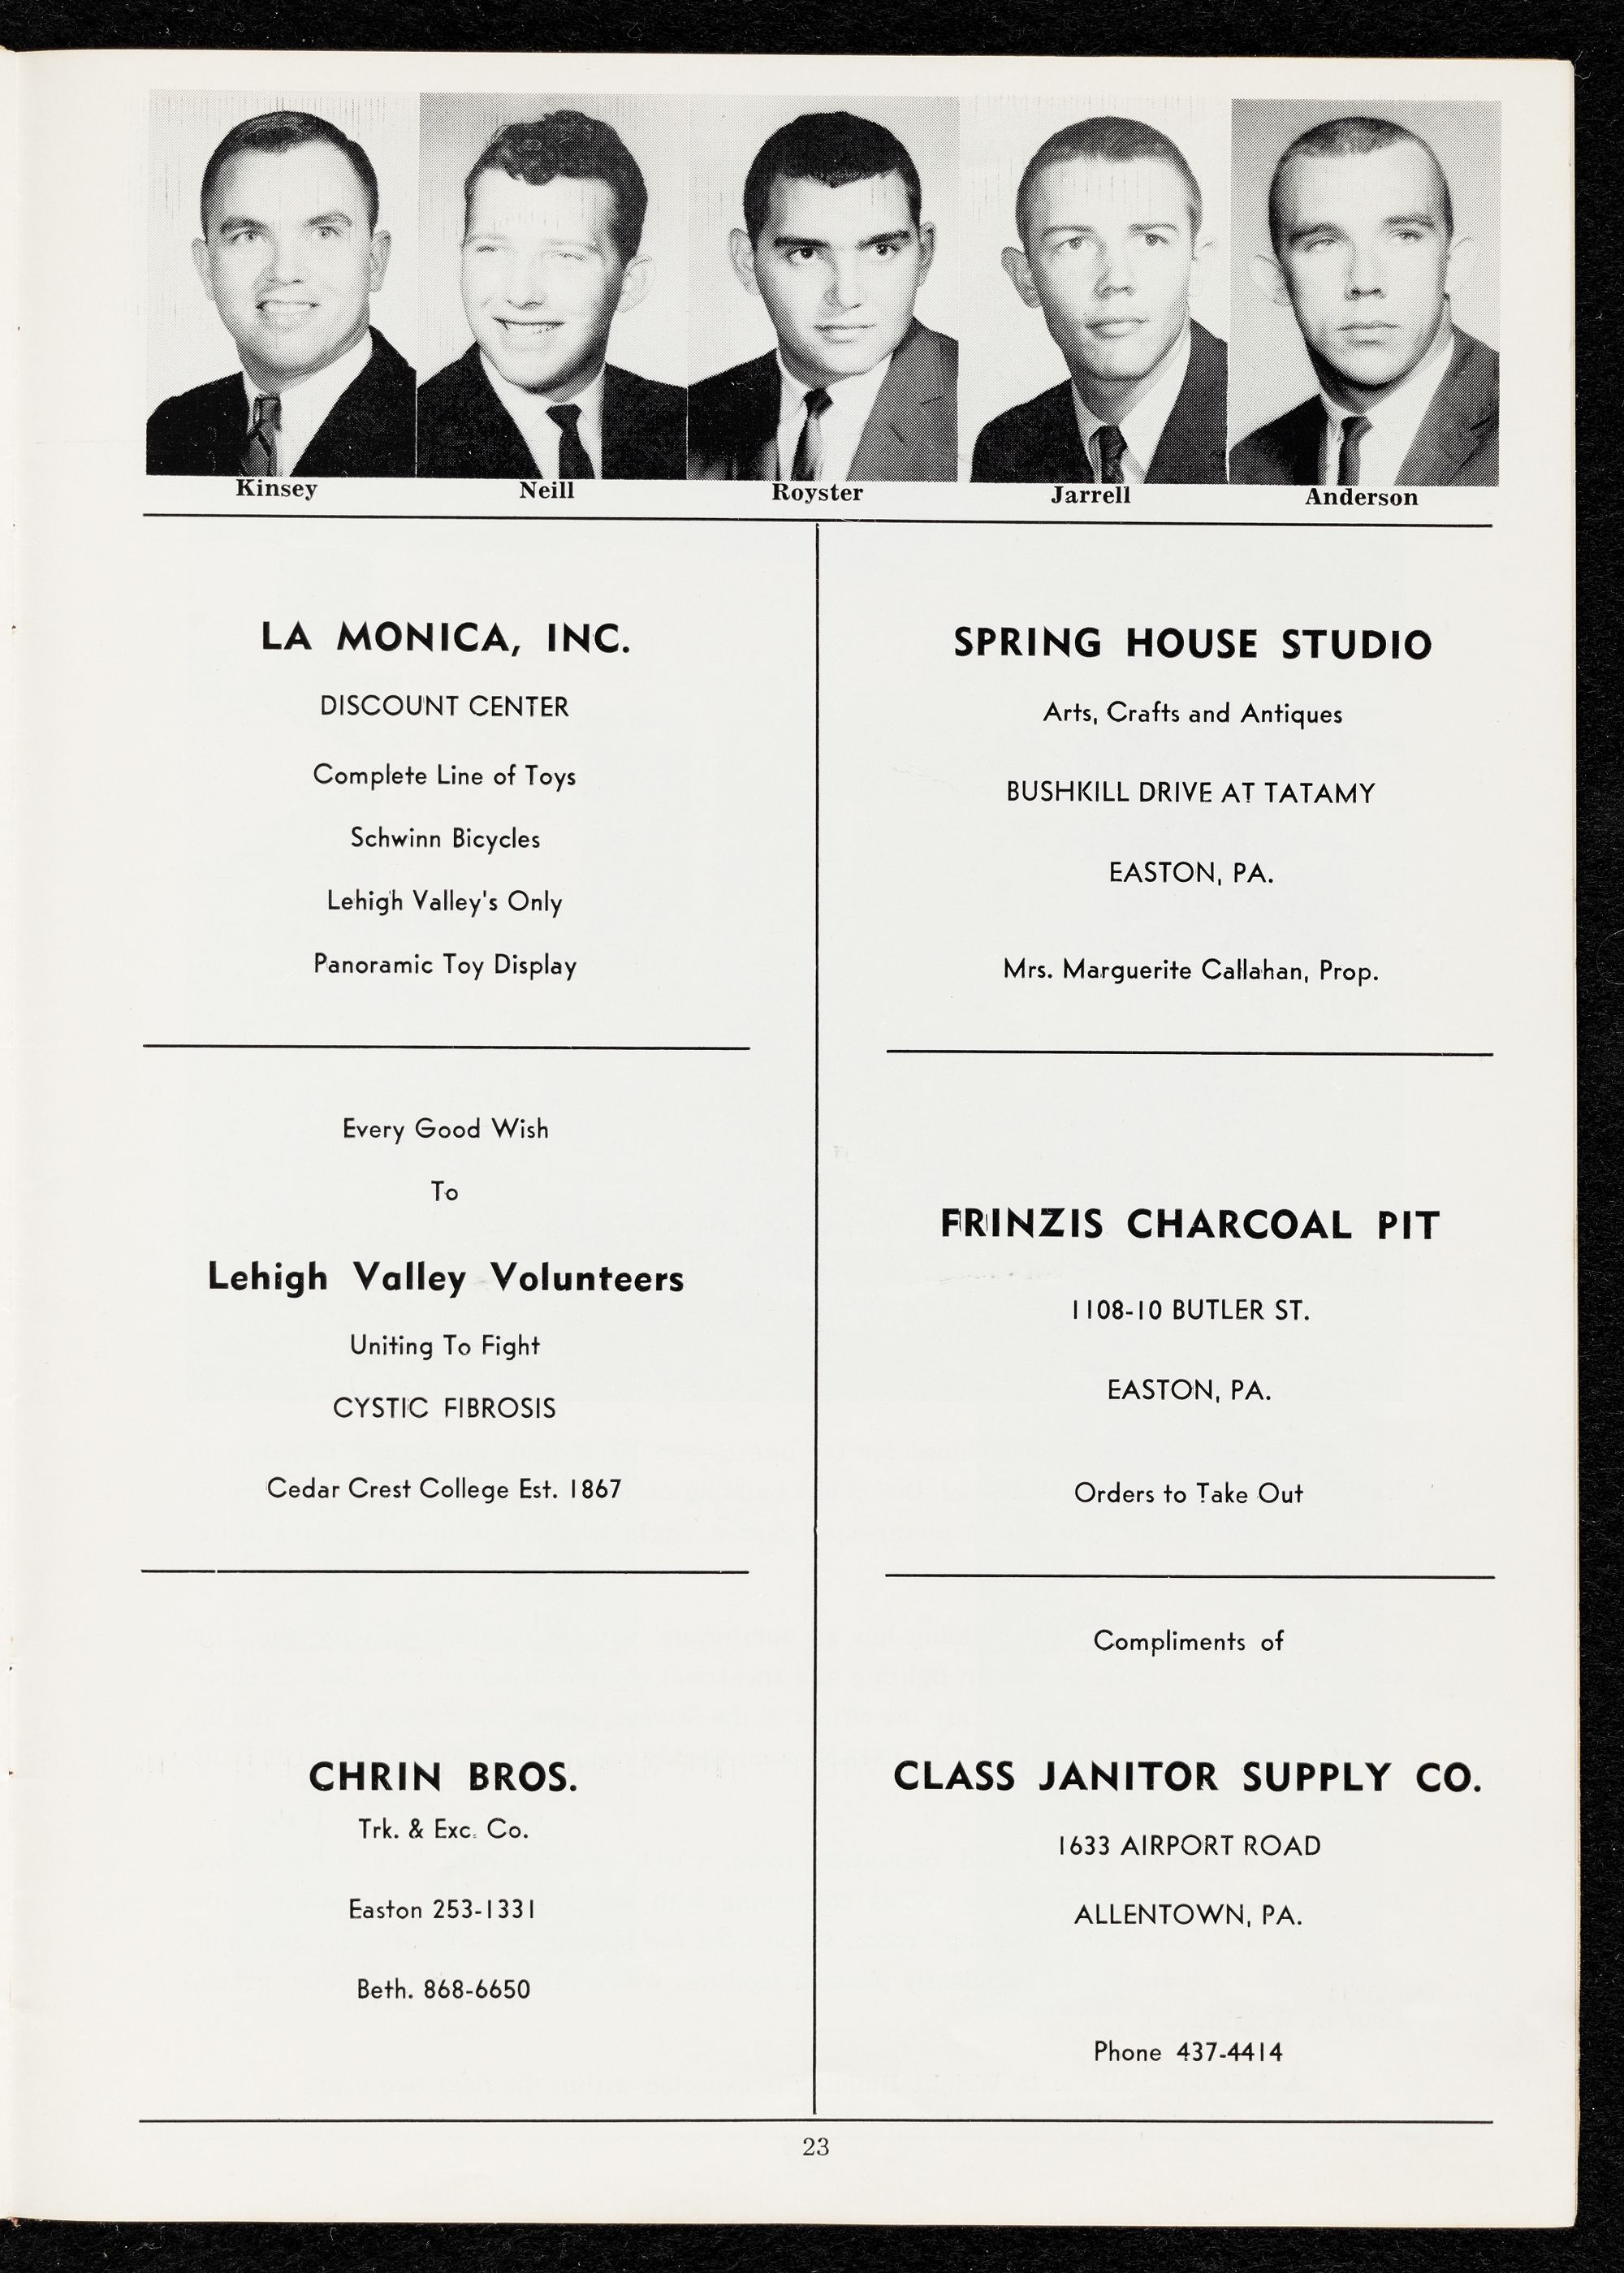 Kinsey Neill Royster Jarrell Anderson
LA MONICA, INC.
DISCOUNT CENTER
Complete Line of Toys
Schwinn Bicycles
Lehigh Valley's Only
Panoramic Toy Display
Every Good Wish
To
Lehigh Valley Volunteers
Uniting To Fight
CYSTIC FIBROSIS
Cedar Crest College Est. 1867
CHRIN BROS.
Trk. & Exc. Co.
Easton 253-1331
Beth. 868-6650
SPRING HOUSE STUDIO
Arts, Crafts and Antiques
BUSHKILL DRIVE AT TATAMY
EASTON, PA.
Mrs. Marguerite Callahan, Prop.
FRINZIS CHARCOAL PIT
1108-10 BUTLER ST.
EASTON, PA.
Orders to Take Out
Compliments of
CLASS JANITOR SUPPLY CO.
1633 AIRPORT ROAD
ALLENTOWN, PA.
Phone 437-4414
23